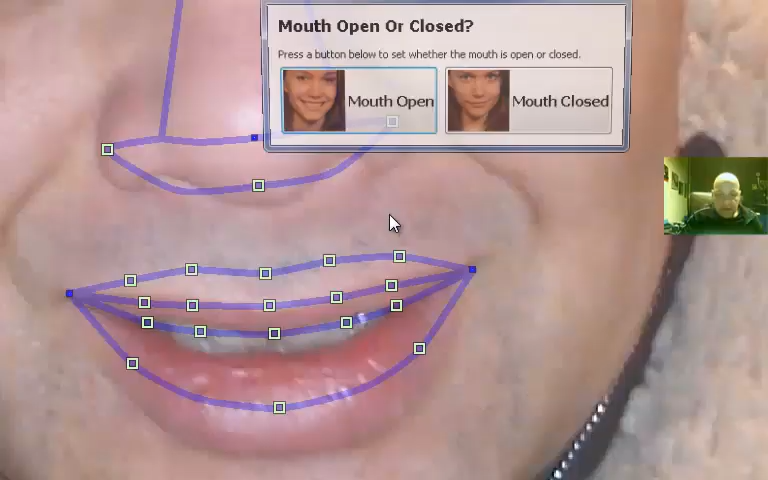 Mouth Open Or Closed?
Press a button below to set whether the mouth is open or closed.
Mouth Open Mouth Closed